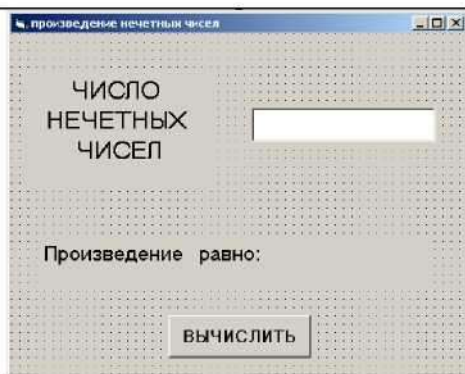 произведение нечетных чисел
ЧИСЛО
НЕЧЕТНЫХ
ЧИСЕЛ
Произведение равно:
ВЫЧИСЛИТЬ